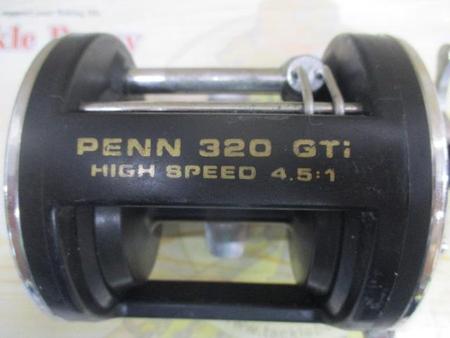 PENN 320 GTi
HIGH SPEED 4.5:1